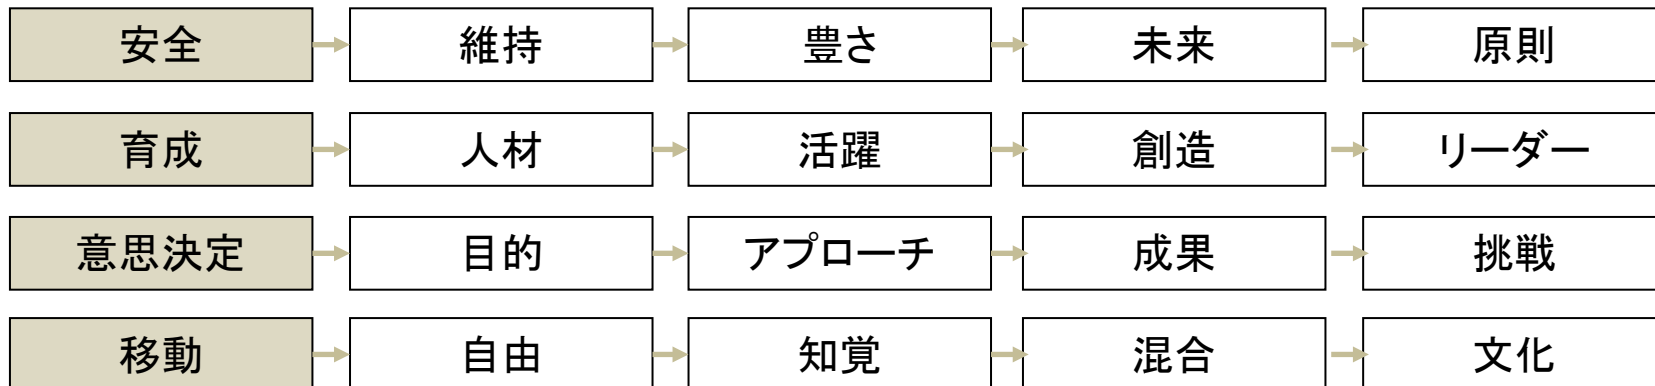 安全 維持 豊さ 未来 原則
育成 人材 活躍 創造 リーダー
意思決定 目的 アプローチ 成果 挑戦
移動 自由 知覚 混合 文化